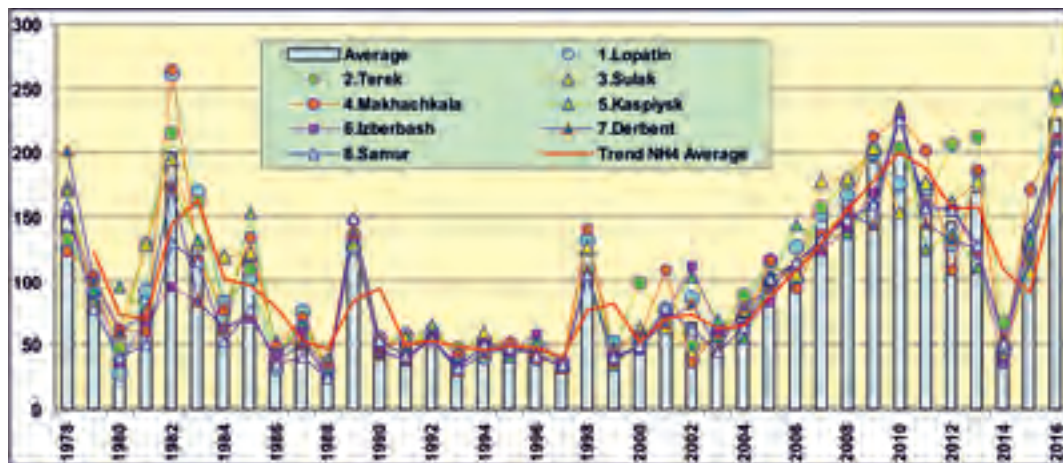 300
250
200
150
100
50
0
Average 1.Lopatin
2.Terek 3.Sulak
4.Makhachkala 5.Kaspiysk
6.Izberbash 7.Derbent
8.Samur Trend NH4 Average
1978 1980 1982 1984 1986 1988 1990 1992 1994 1996 1998 2000 2002 2004 2006 2008 2010 2012 2014 2016